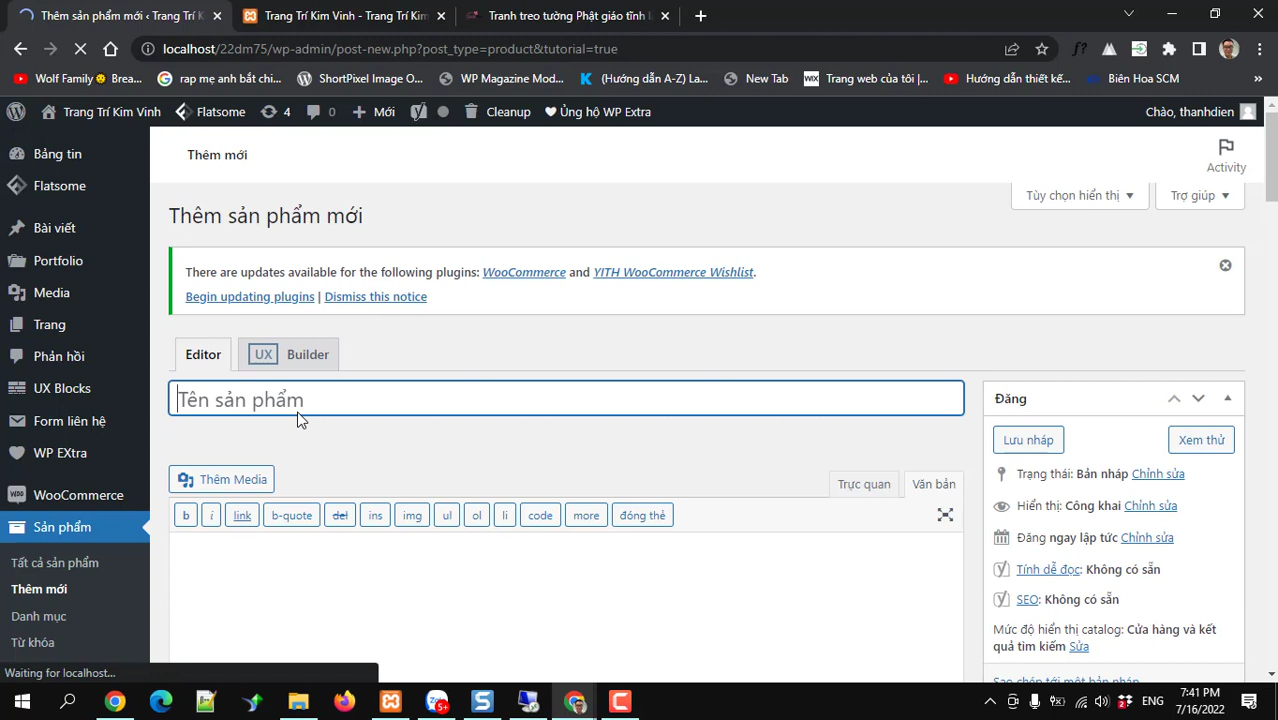 Thêm sản phẩm mới ‹ Trang Trí K
Trang Trí Kim Vinh - Trang Trí Kim
Tranh treo tường Phật giáo tĩnh l
localhost/22dm75/wp-admin/post-new.php?post_type=product&tutorial=true
Wolf Family Brea...
rap mẹ anh bắt chi...
ShortPixel Image O...
WP Magazine Mod...
(Hướng dẫn A-Z) La...
New Tab
Trang web của tôi |...
Hướng dẫn thiết kế...
Biên Hoa SCM
»
Trang Trí Kim Vinh
Flatsome
4
0
Mới
Cleanup
Ủng hộ WP Extra
Chào, thanhdien
Bảng tin
Flatsome
Bài viết
Portfolio
Media
Trang
Phản hồi
UX Blocks
Form liên hệ
WP EXtra
WooCommerce
Sản phẩm
Tất cả sản phẩm
Thêm mới
Danh mục
Từ khóa
Thêm mới
Activity
Tùy chọn hiển thị
Trợ giúp
Thêm sản phẩm mới
There are updates available for the following plugins: WooCommerce and YITH WooCommerce Wishlist.
Begin updating plugins | Dismiss this notice
Editor
UX Builder
Tên sản phẩm
Thêm Media
Trực quan
Văn bản
b
i
link
b-quote
del
ins
img
ul
ol
li
code
more
đóng thẻ
Đăng
Lưu nháp
Xem thử
Trạng thái: Bản nháp Chỉnh sửa
Hiển thị: Công khai Chỉnh sửa
Đăng ngay lập tức Chỉnh sửa
Tính dễ đọc: Không có sẵn
SEO: Không có sẵn
Mức độ hiển thị catalog: Cửa hàng và kết
quả tìm kiếm Sửa
Sao chép tới một bản nháp
Waiting for localhost...
ENG
7:41 PM
7/16/2022